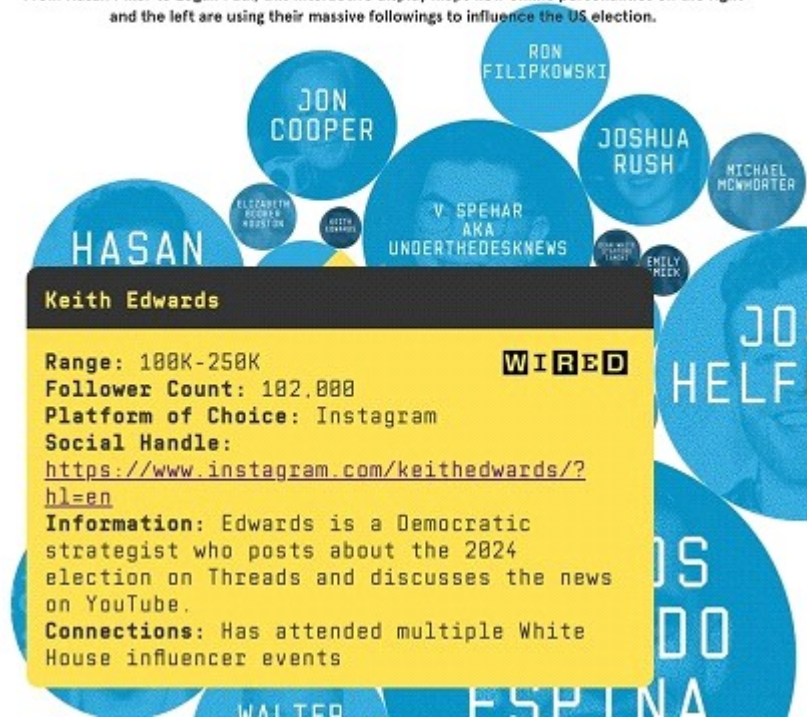 and the left are using their massive followings to influence the US election.
RON
FILIPKOWSKI
JON
COOPER
JOSHUA
RUSH
MICHAEL
MCWHORTER
ELIZABETH
BOOKER
HOUSTON
KEITH
EDWARDS
V SPEHAR
AKA
UNDERTHEDESKNEWS
HASAN
EMILY
JO
HELF
Keith Edwards
WIRED
Range: 100K-250K
Follower Count: 102,000
Platform of Choice: Instagram
Social Handle:
https://www.instagram.com/keithedwards/?
hl=en
Information: Edwards is a Democratic
strategist who posts about the 2024
election on Threads and discusses the news
on YouTube.
Connections: Has attended multiple White
House influencer events
OS
DO
ESPINA
WALTER